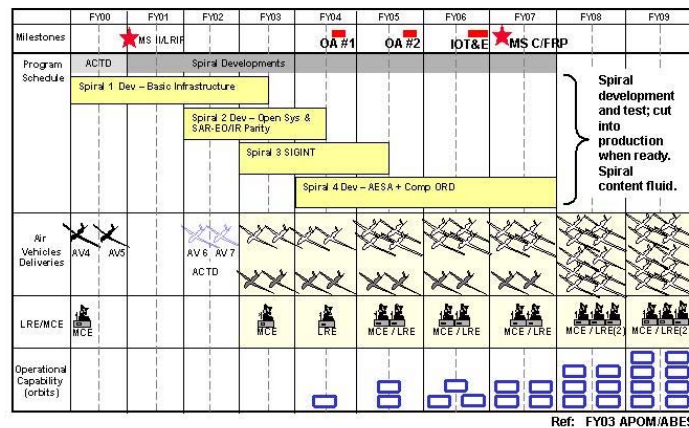 FY00 FY01 FY02 FY03 FY04 FY05 FY06 FY07 FY08 FY09
Milestones
MS II/LRIP
OA #1
OA #2
IOT&E
MS C/FRP
Program
Schedule
ACTD
Spiral Developments
Spiral 1 Dev – Basic Infrastructure
Spiral 2 Dev – Open Sys &
SAR-EO/IR Parity
Spiral 3 SIGINT
Spiral 4 Dev – AESA + Comp ORD
Spiral
development
and test; cut
into
production
when ready.
Spiral
content fluid.
Air
Vehicles
Deliveries
AV4 AV5
AV 6 AV 7
ACTD
LRE/MCE
MCE
MCE
LRE
MCE / LRE
MCE / LRE
MCE / LRE
MCE / LRE(2)
MCE / LRE(2)
Operational
Capability
(orbits)
Ref: FY03 APOM/ABES